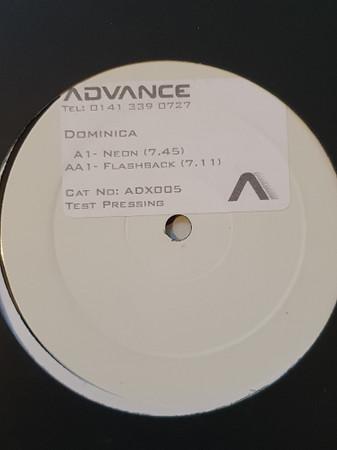 ADVANCE
TEL: 0141 339 0727
DOMINICA
A1- NEON (7.45)
AA1- FLASHBACK (7.11)
CAT NO: ADX005
TEST PRESSING